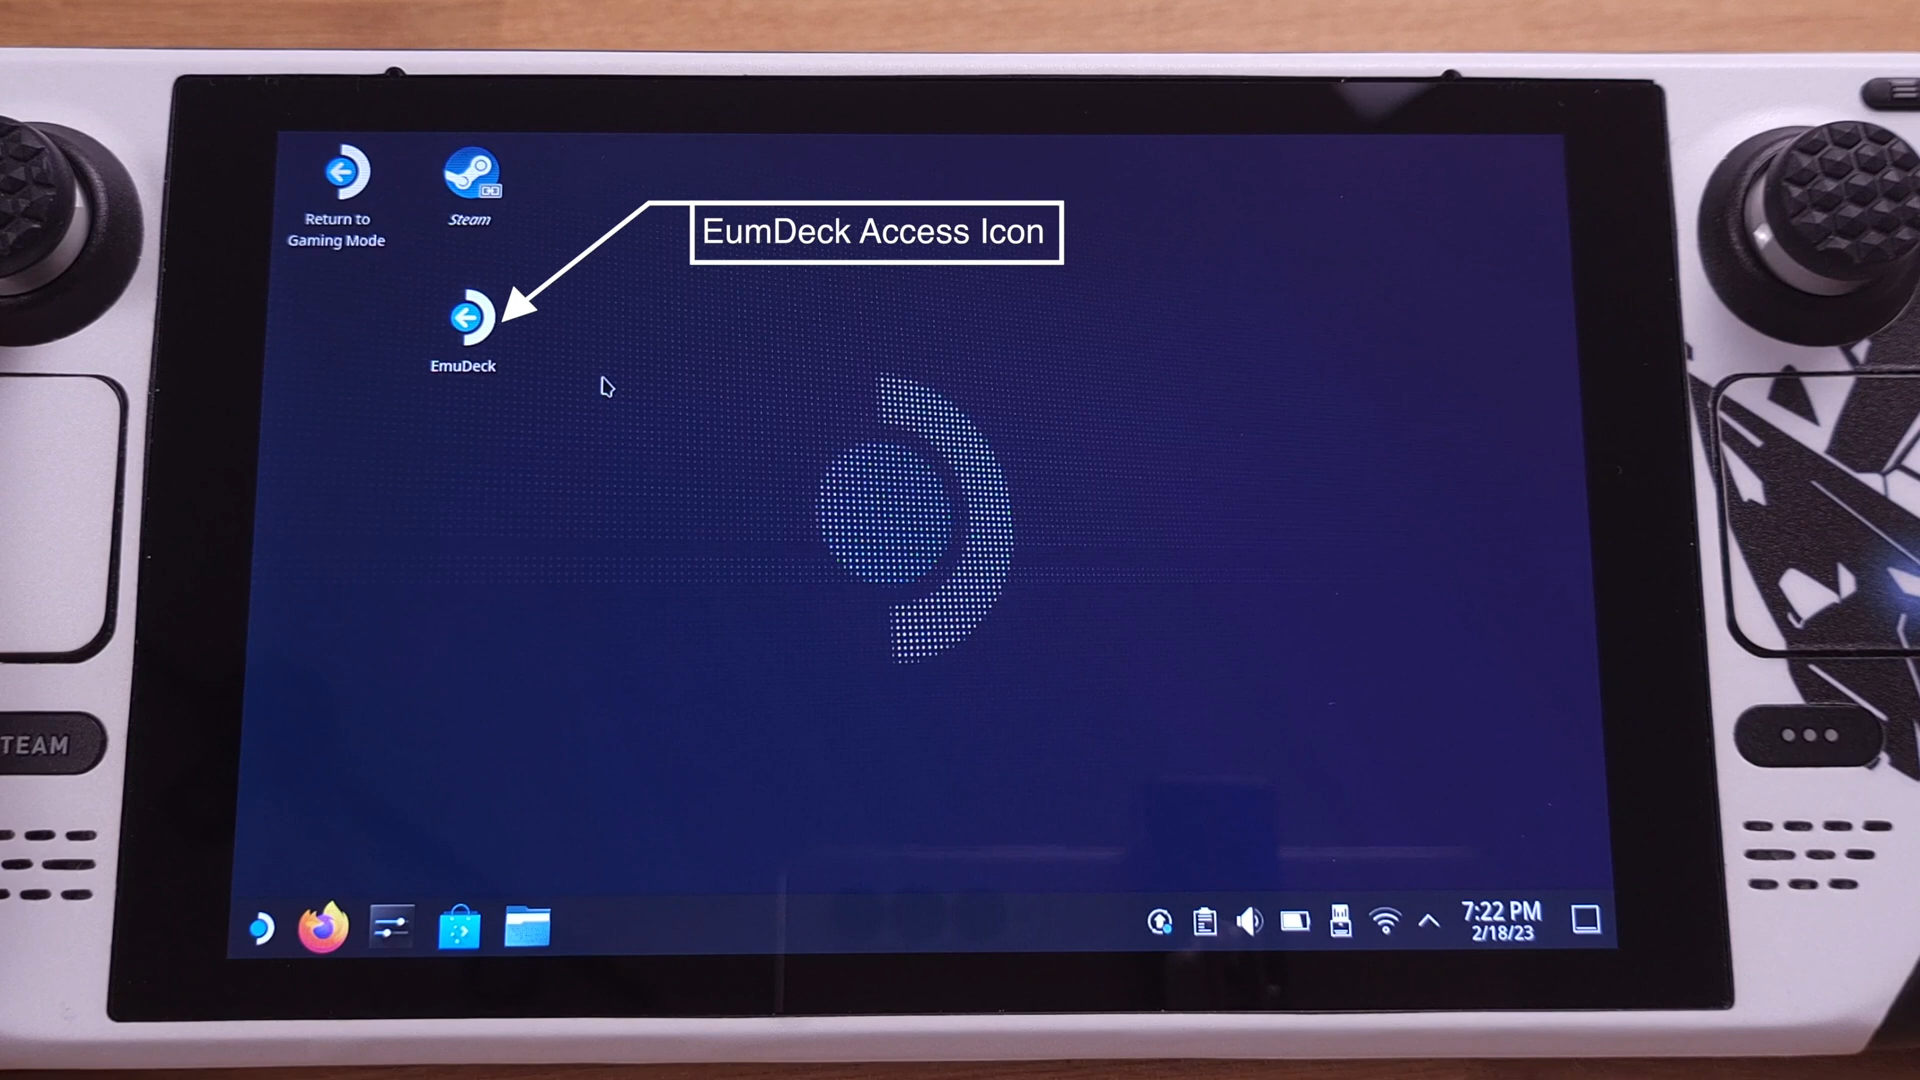 Return to
Gaming Mode
Steam
EumDeck Access Icon
EmuDeck
TEAM
7:22 PM
2/18/23